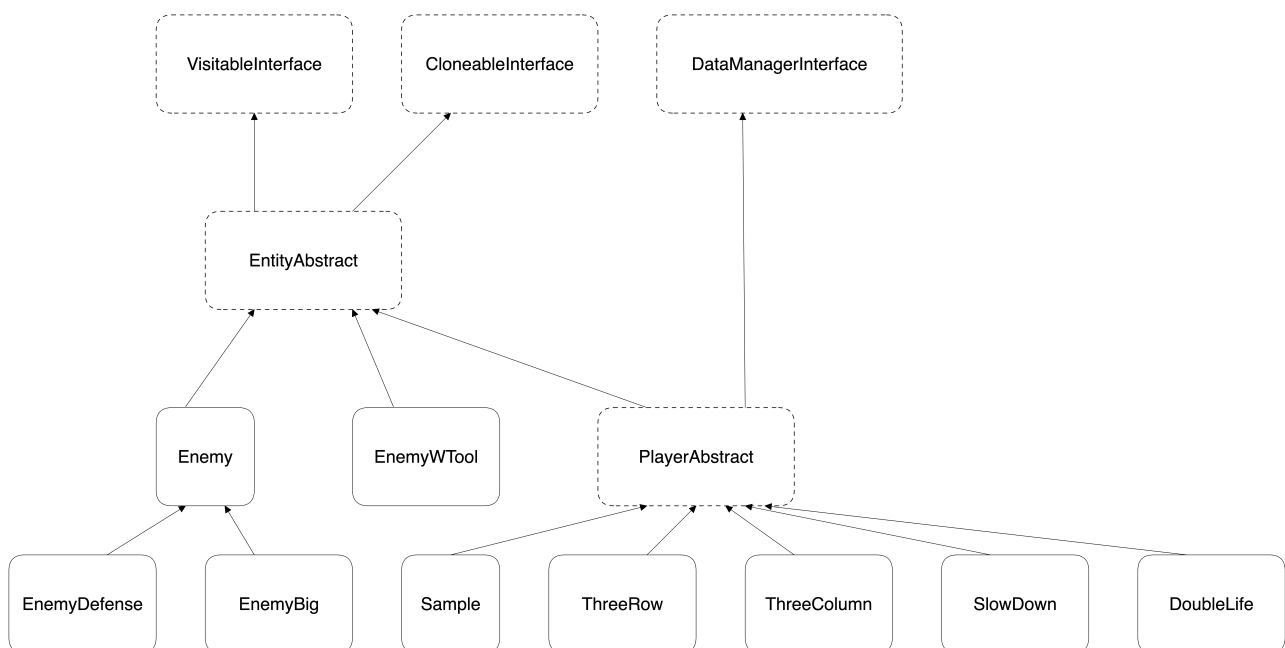 VisitableInterface
CloneableInterface
DataManagerInterface
EntityAbstract
Enemy
EnemyWTool
PlayerAbstract
EnemyDefense
EnemyBig
Sample
ThreeRow
ThreeColumn
SlowDown
DoubleLife